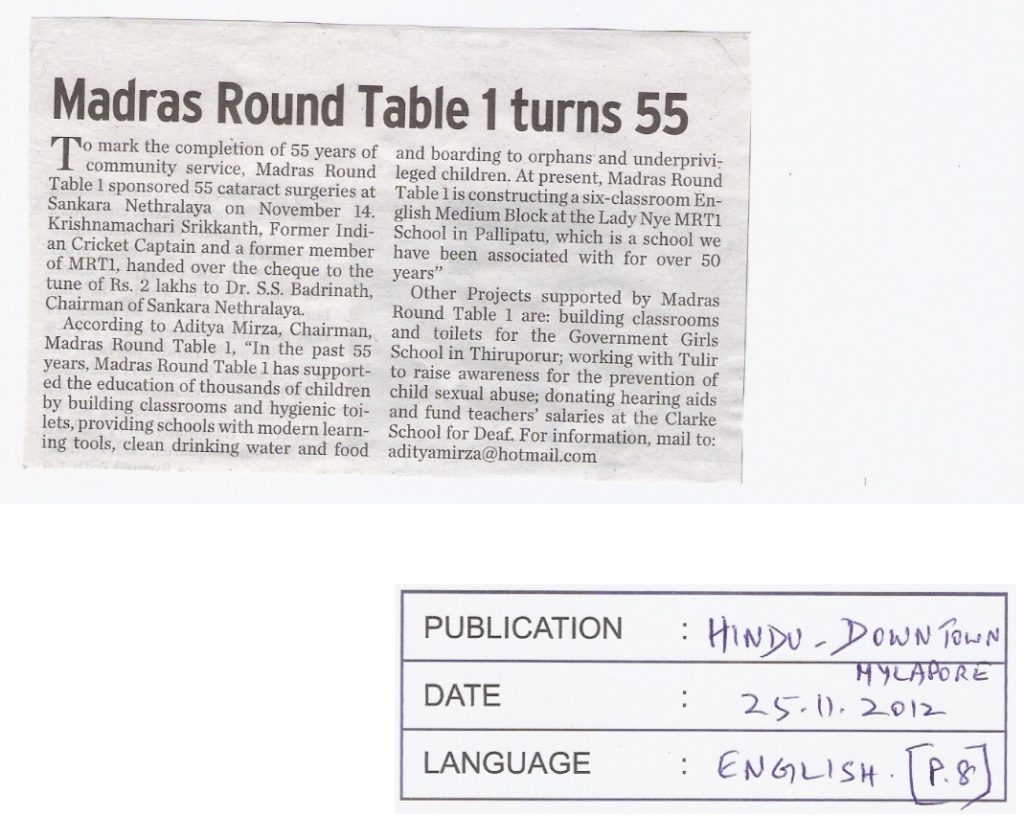 Madras Round Table 1 turns 55
To mark the completion of 55 years of
community service, Madras Round
Table 1 sponsored 55 cataract surgeries at
Sankara Nethralaya on November 14.
Krishnamachari Srikkanth, Former Indi-
an Cricket Captain and a former member
of MRT1, handed over the cheque to the
tune of Rs. 2 lakhs to Dr. S.S. Badrinath,
Chairman of Sankara Nethralaya.
According to Aditya Mirza, Chairman,
Madras Round Table 1, “In the past 55
years, Madras Round Table 1 has support-
ed the education of thousands of children
by building classrooms and hygienic toi-
lets, providing schools with modern learn-
ing tools, clean drinking water and food
and boarding to orphans and underprivi-
leged children. At present, Madras Round
Table 1 is constructing a six-classroom En-
glish Medium Block at the Lady Nye MRT1
School in Pallipatu, which is a school we
have been associated with for over 50
years”
Other Projects supported by Madras
Round Table 1 are: building classrooms
and toilets for the Government Girls
School in Thiruporur; working with Tulir
to raise awareness for the prevention of
child sexual abuse; donating hearing aids
and fund teachers’ salaries at the Clarke
School for Deaf. For information, mail to:
adityamirza@hotmail.com
PUBLICATION : HINDU - DOWNTOWN
MYLAPORE
DATE : 25.11.2012
LANGUAGE : ENGLISH. [P.8]